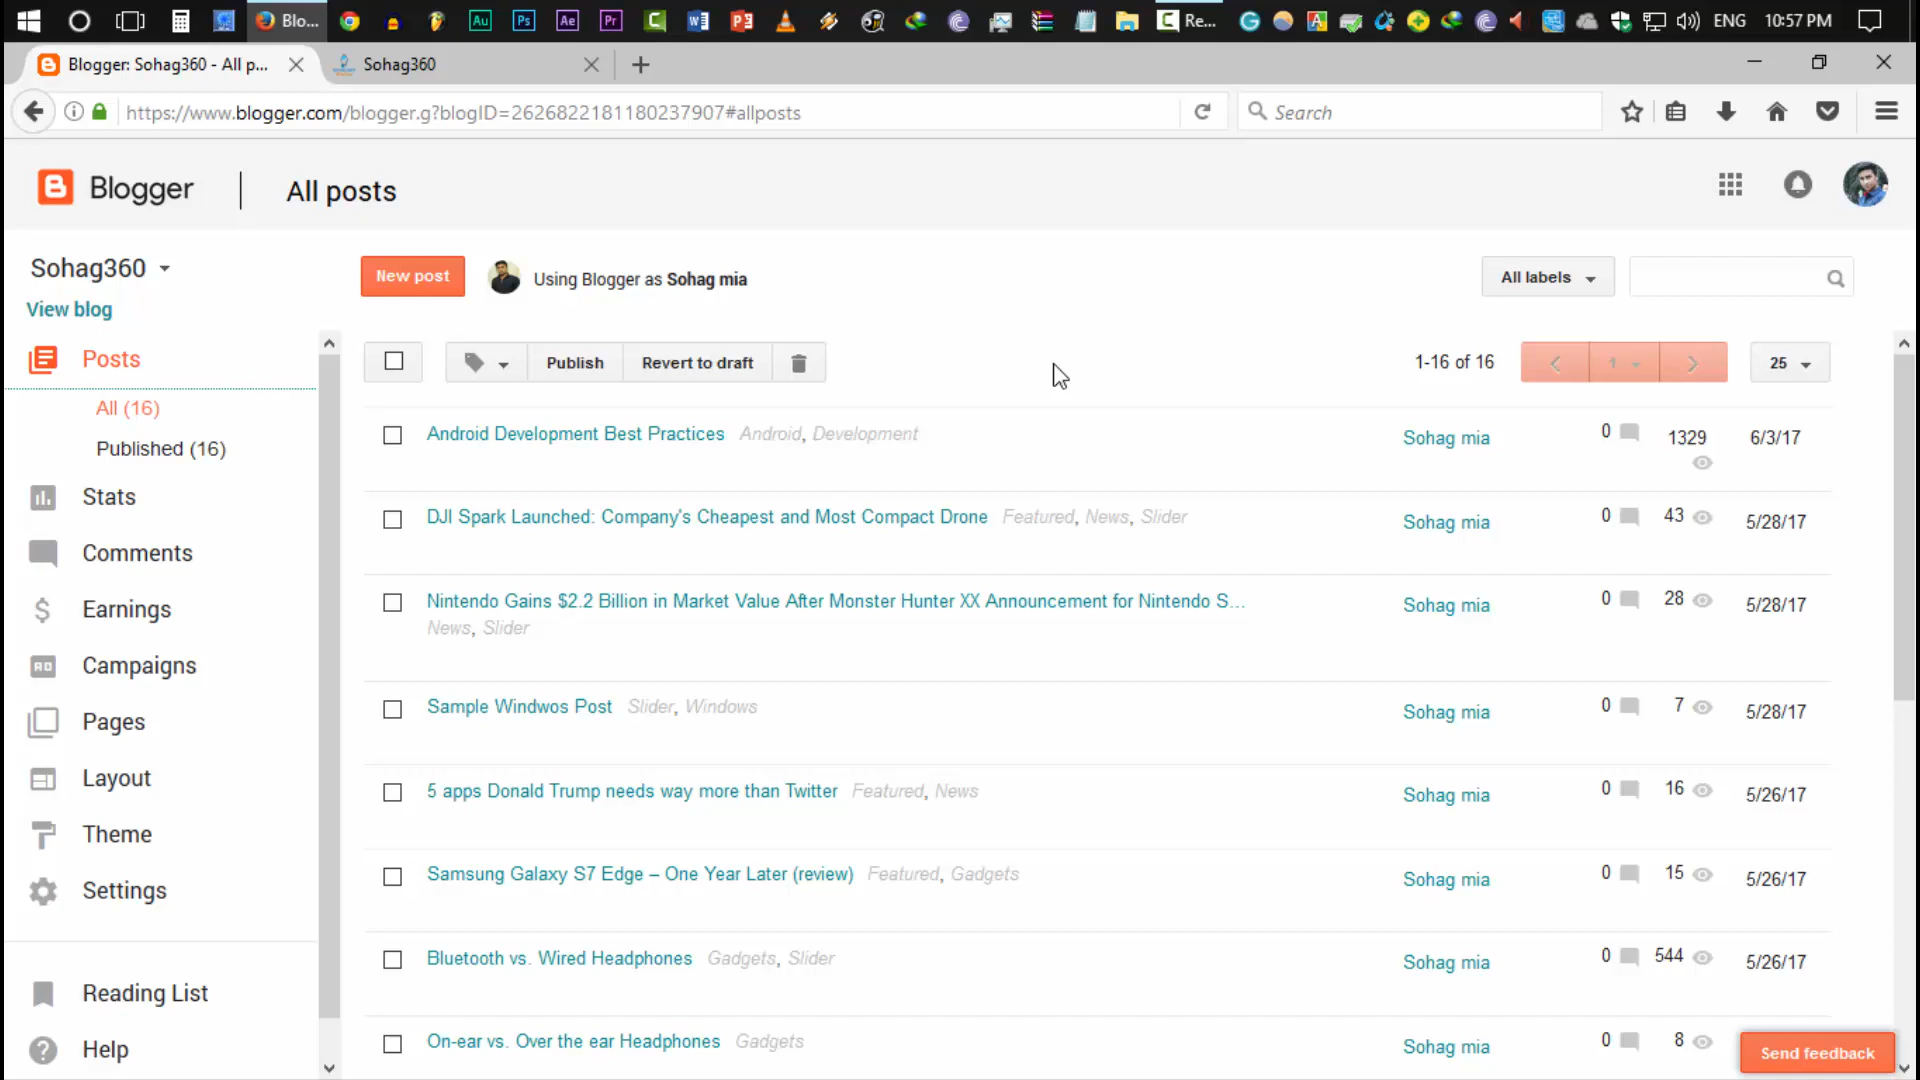 Blo... Au Ps Ae Pr Re... ENG 10:57 PM
Blogger: Sohag360 - All p... Sohag360
https://www.blogger.com/blogger.g?blogID=2626822181180237907#allposts Search
Blogger All posts
Sohag360
View blog
New post Using Blogger as Sohag mia All labels
Publish Revert to draft 1-16 of 16 1 25
Posts
All (16)
Published (16)
Stats
Comments
Earnings
Campaigns
Pages
Layout
Theme
Settings
Reading List
Help
Android Development Best Practices Android, Development Sohag mia 0 1329 6/3/17
DJI Spark Launched: Company's Cheapest and Most Compact Drone Featured, News, Slider Sohag mia 0 43 5/28/17
Nintendo Gains $2.2 Billion in Market Value After Monster Hunter XX Announcement for Nintendo S... Sohag mia 0 28 5/28/17
News, Slider
Sample Windwos Post Slider, Windows Sohag mia 0 7 5/28/17
5 apps Donald Trump needs way more than Twitter Featured, News Sohag mia 0 16 5/26/17
Samsung Galaxy S7 Edge – One Year Later (review) Featured, Gadgets Sohag mia 0 15 5/26/17
Bluetooth vs. Wired Headphones Gadgets, Slider Sohag mia 0 544 5/26/17
On-ear vs. Over the ear Headphones Gadgets Sohag mia 0 8
Send feedback